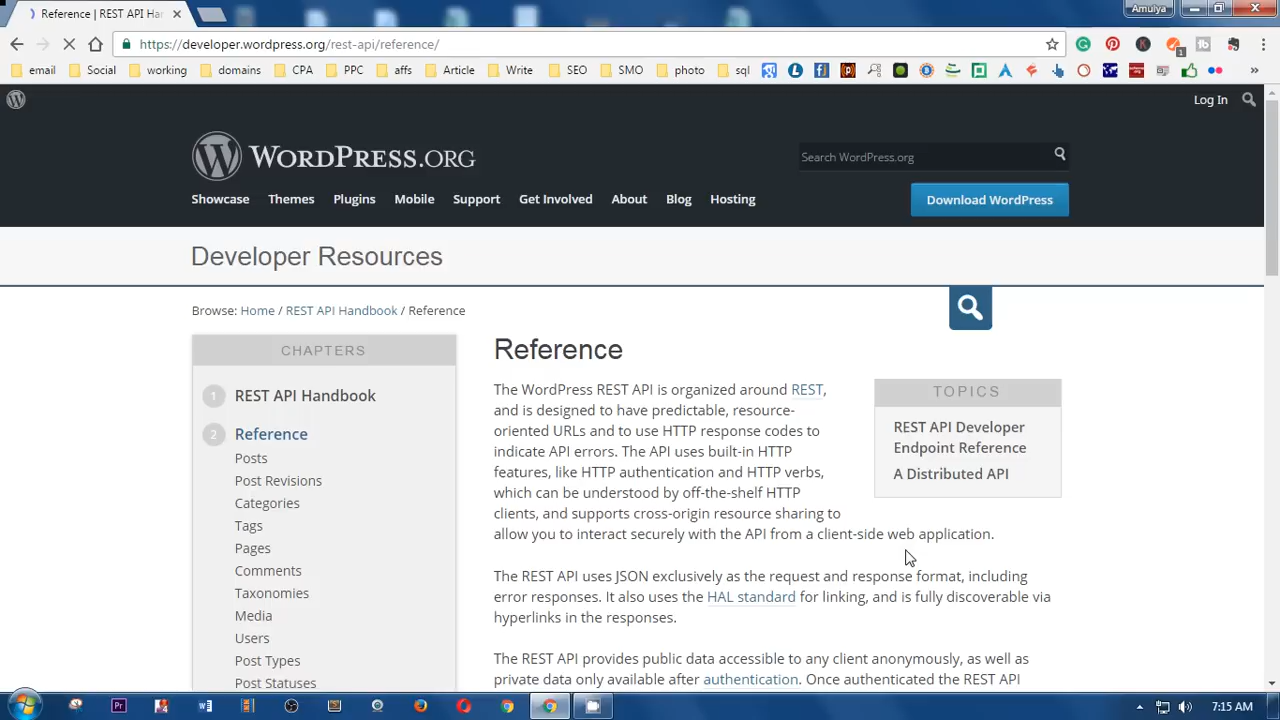 Reference | REST API Han
Amulya
https://developer.wordpress.org/rest-api/reference/
1
email
Social
working
domains
CPA
PPC
affs
Article
Write
SEO
SMO
photo
sql
»
Log In
WORDPRESS.ORG
Search WordPress.org
Showcase
Themes
Plugins
Mobile
Support
Get Involved
About
Blog
Hosting
Download WordPress
Developer Resources
Browse: Home / REST API Handbook / Reference
CHAPTERS
1 REST API Handbook
2 Reference
Posts
Post Revisions
Categories
Tags
Pages
Comments
Taxonomies
Media
Users
Post Types
Post Statuses
Reference
The WordPress REST API is organized around REST,
and is designed to have predictable, resource-
oriented URLs and to use HTTP response codes to
indicate API errors. The API uses built-in HTTP
features, like HTTP authentication and HTTP verbs,
which can be understood by off-the-shelf HTTP
clients, and supports cross-origin resource sharing to
allow you to interact securely with the API from a client-side web application.
TOPICS
REST API Developer
Endpoint Reference
A Distributed API
The REST API uses JSON exclusively as the request and response format, including
error responses. It also uses the HAL standard for linking, and is fully discoverable via
hyperlinks in the responses.
The REST API provides public data accessible to any client anonymously, as well as
private data only available after authentication. Once authenticated the REST API
7:15 AM